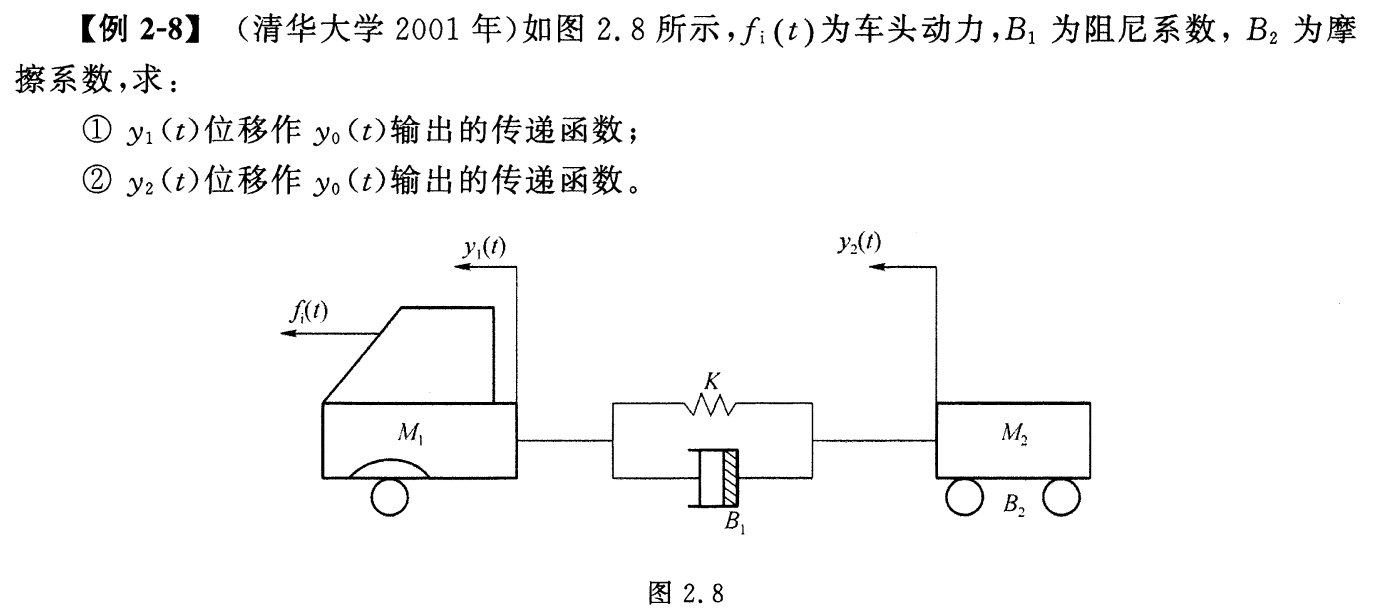 【例 2-8】 (清华大学 2001 年)如图 2.8 所示,fᵢ(t)为车头动力,B₁ 为阻尼系数, B₂ 为摩
擦系数,求:
① y₁(t)位移作 y₀(t)输出的传递函数;
② y₂(t)位移作 y₀(t)输出的传递函数。
y₁(t)
y₂(t)
fᵢ(t)
K
M₁
M₂
B₂
B₁
图 2.8